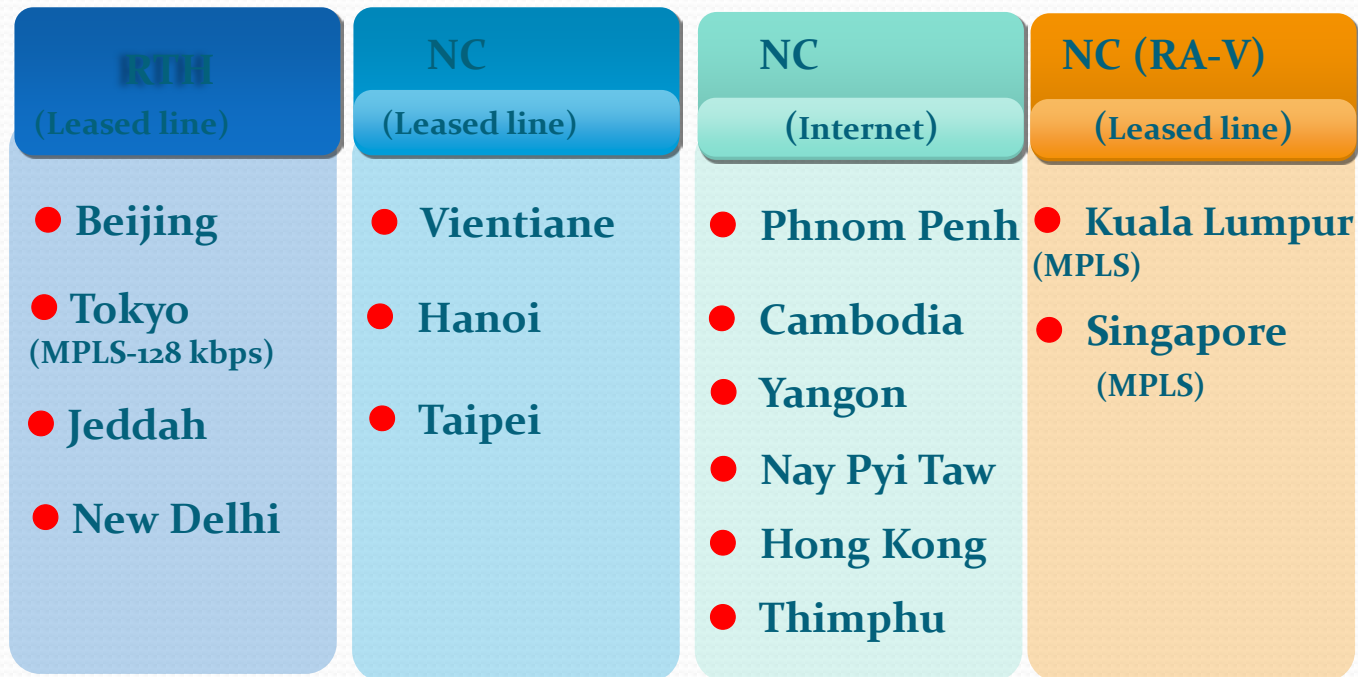 RTH
(Leased line)
Beijing
Tokyo
(MPLS-128 kbps)
Jeddah
New Delhi
NC
(Leased line)
Vientiane
Hanoi
Taipei
NC
(Internet)
Phnom Penh
Cambodia
Yangon
Nay Pyi Taw
Hong Kong
Thimphu
NC (RA-V)
(Leased line)
Kuala Lumpur
(MPLS)
Singapore
(MPLS)